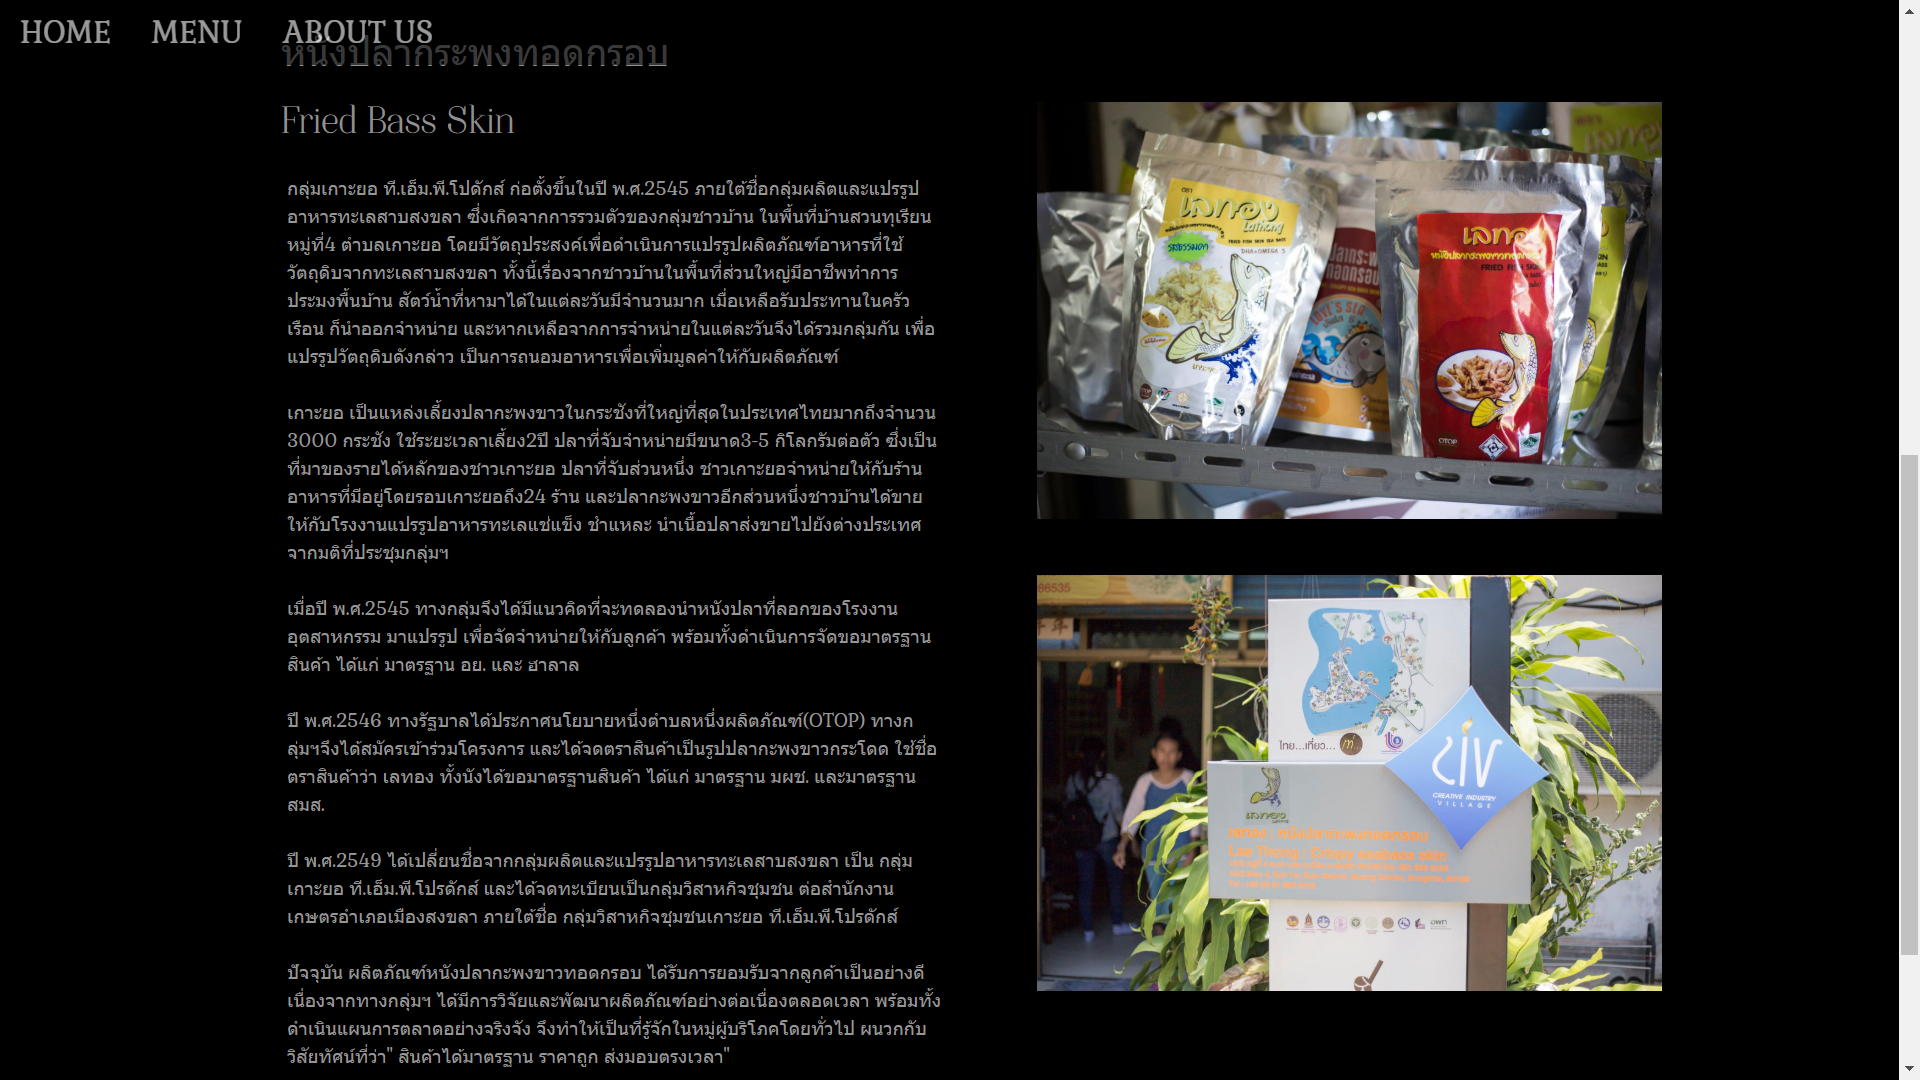 HOME MENU ABOUT US
หนังปลากระพงทอดกรอบ
Fried Bass Skin
กลุ่มเกาะยอ ที.เอ็ม.พี.โปดักส์ ก่อตั้งขึ้นในปี พ.ศ.2545 ภายใต้ชื่อกลุ่มผลิตและแปรรูป
อาหารทะเลสาบสงขลา ซึ่งเกิดจากการรวมตัวของกลุ่มชาวบ้าน ในพื้นที่บ้านสวนทุเรียน
หมู่ที่4 ตำบลเกาะยอ โดยมีวัตถุประสงค์เพื่อดำเนินการแปรรูปผลิตภัณฑ์อาหารที่ใช้
วัตถุดิบจากทะเลสาบสงขลา ทั้งนี้เรื่องจากชาวบ้านในพื้นที่ส่วนใหญ่มีอาชีพทำการ
ประมงพื้นบ้าน สัตว์น้ำที่หามาได้ในแต่ละวันมีจำนวนมาก เมื่อเหลือรับประทานในครัว
เรือน ก็นำออกจำหน่าย และหากเหลือจากการจำหน่ายในแต่ละวันจึงได้รวมกลุ่มกัน เพื่อ
แปรรูปวัตถุดิบดังกล่าว เป็นการถนอมอาหารเพื่อเพิ่มมูลค่าให้กับผลิตภัณฑ์
เกาะยอ เป็นแหล่งเลี้ยงปลากะพงขาวในกระชังที่ใหญ่ที่สุดในประเทศไทยมากถึงจำนวน
3000 กระชัง ใช้ระยะเวลาเลี้ยง2ปี ปลาที่จับจำหน่ายมีขนาด3-5 กิโลกรัมต่อตัว ซึ่งเป็น
ที่มาของรายได้หลักของชาวเกาะยอ ปลาที่จับส่วนหนึ่ง ชาวเกาะยอจำหน่ายให้กับร้าน
อาหารที่มีอยู่โดยรอบเกาะยอถึง24 ร้าน และปลากะพงขาวอีกส่วนหนึ่งชาวบ้านได้ขาย
ให้กับโรงงานแปรรูปอาหารทะเลแช่แข็ง ชำแหละ นำเนื้อปลาส่งขายไปยังต่างประเทศ
จากมติที่ประชุมกลุ่มฯ
เมื่อปี พ.ศ.2545 ทางกลุ่มจึงได้มีแนวคิดที่จะทดลองนำหนังปลาที่ลอกของโรงงาน
อุตสาหกรรม มาแปรรูป เพื่อจัดจำหน่ายให้กับลูกค้า พร้อมทั้งดำเนินการจัดขอมาตรฐาน
สินค้า ได้แก่ มาตรฐาน อย. และ ฮาลาล
ปี พ.ศ.2546 ทางรัฐบาลได้ประกาศนโยบายหนึ่งตำบลหนึ่งผลิตภัณฑ์(OTOP) ทางก
ลุ่มฯจึงได้สมัครเข้าร่วมโครงการ และได้จดตราสินค้าเป็นรูปปลากะพงขาวกระโดด ใช้ชื่อ
ตราสินค้าว่า เลทอง ทั้งนังได้ขอมาตรฐานสินค้า ได้แก่ มาตรฐาน มผช. และมาตรฐาน
สมส.
ปี พ.ศ.2549 ได้เปลี่ยนชื่อจากกลุ่มผลิตและแปรรูปอาหารทะเลสาบสงขลา เป็น กลุ่ม
เกาะยอ ที.เอ็ม.พี.โปรดักส์ และได้จดทะเบียนเป็นกลุ่มวิสาหกิจชุมชน ต่อสำนักงาน
เกษตรอำเภอเมืองสงขลา ภายใต้ชื่อ กลุ่มวิสาหกิจชุมชนเกาะยอ ที.เอ็ม.พี.โปรดักส์
ปัจจุบัน ผลิตภัณฑ์หนังปลากะพงขาวทอดกรอบ ได้รับการยอมรับจากลูกค้าเป็นอย่างดี
เนื่องจากทางกลุ่มฯ ได้มีการวิจัยและพัฒนาผลิตภัณฑ์อย่างต่อเนื่องตลอดเวลา พร้อมทั้ง
ดำเนินแผนการตลาดอย่างจริงจัง จึงทำให้เป็นที่รู้จักในหมู่ผู้บริโภคโดยทั่วไป ผนวกกับ
วิสัยทัศน์ที่ว่า" สินค้าได้มาตรฐาน ราคาถูก ส่งมอบตรงเวลา"
ตรา
เลทอง
Lathong
FRIED FISH SKIN SEA BASS
DHA+OMEGA 3
รสธรรมดา
LOVE'S SEA
เลทอง
หนังปลากะพงขาวทอดกรอบ
FRIED FISH SKIN
OTOP
86535
ไทย...เที่ยว...
CIV
CREATIVE INDUSTRY
VILLAGE
เลทอง
เลทอง : หนังปลากะพงทอดกรอบ
Lae Thong : Crispy seabass skin